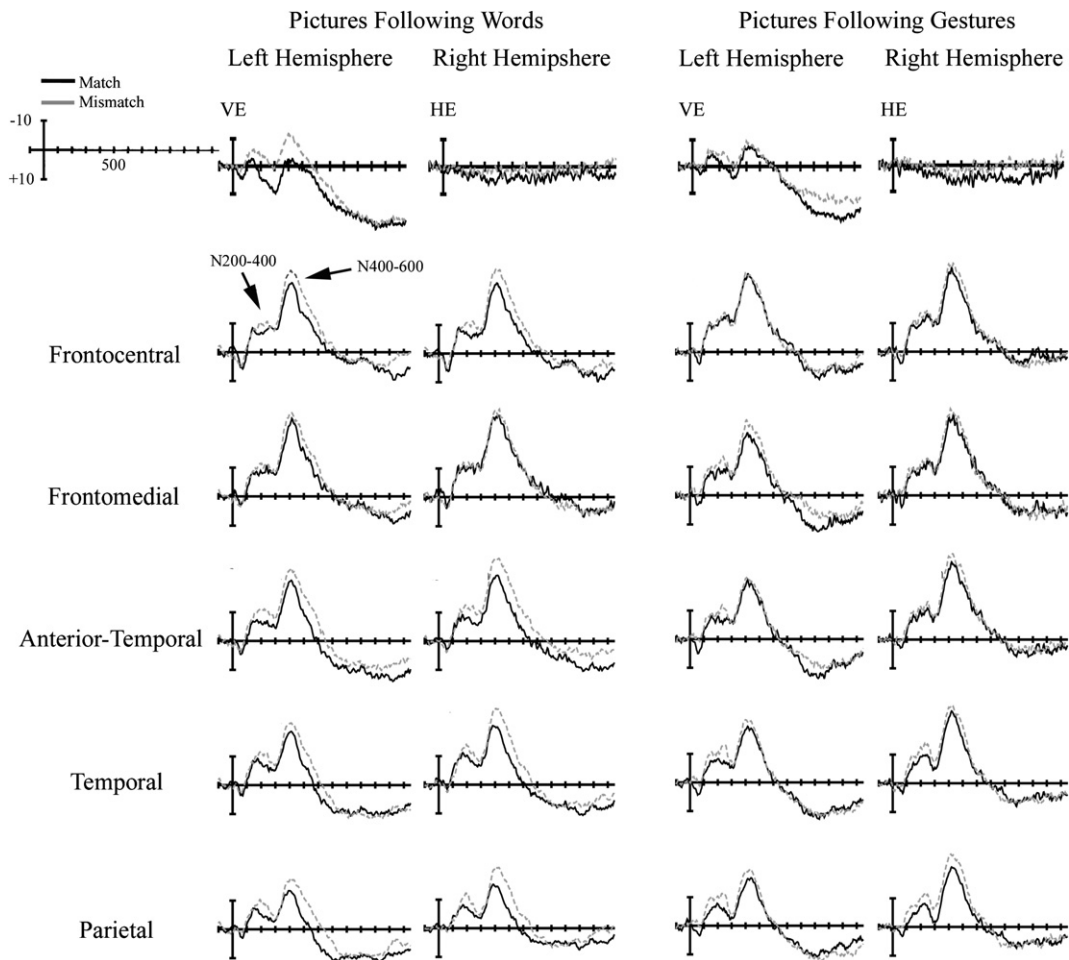 Pictures Following Words
Pictures Following Gestures
Left Hemisphere
Right Hemipshere
Left Hemisphere
Right Hemisphere
Match
Mismatch
-10
500
+10
VE
HE
VE
HE
N200-400
N400-600
Frontocentral
Frontomedial
Anterior-Temporal
Temporal
Parietal